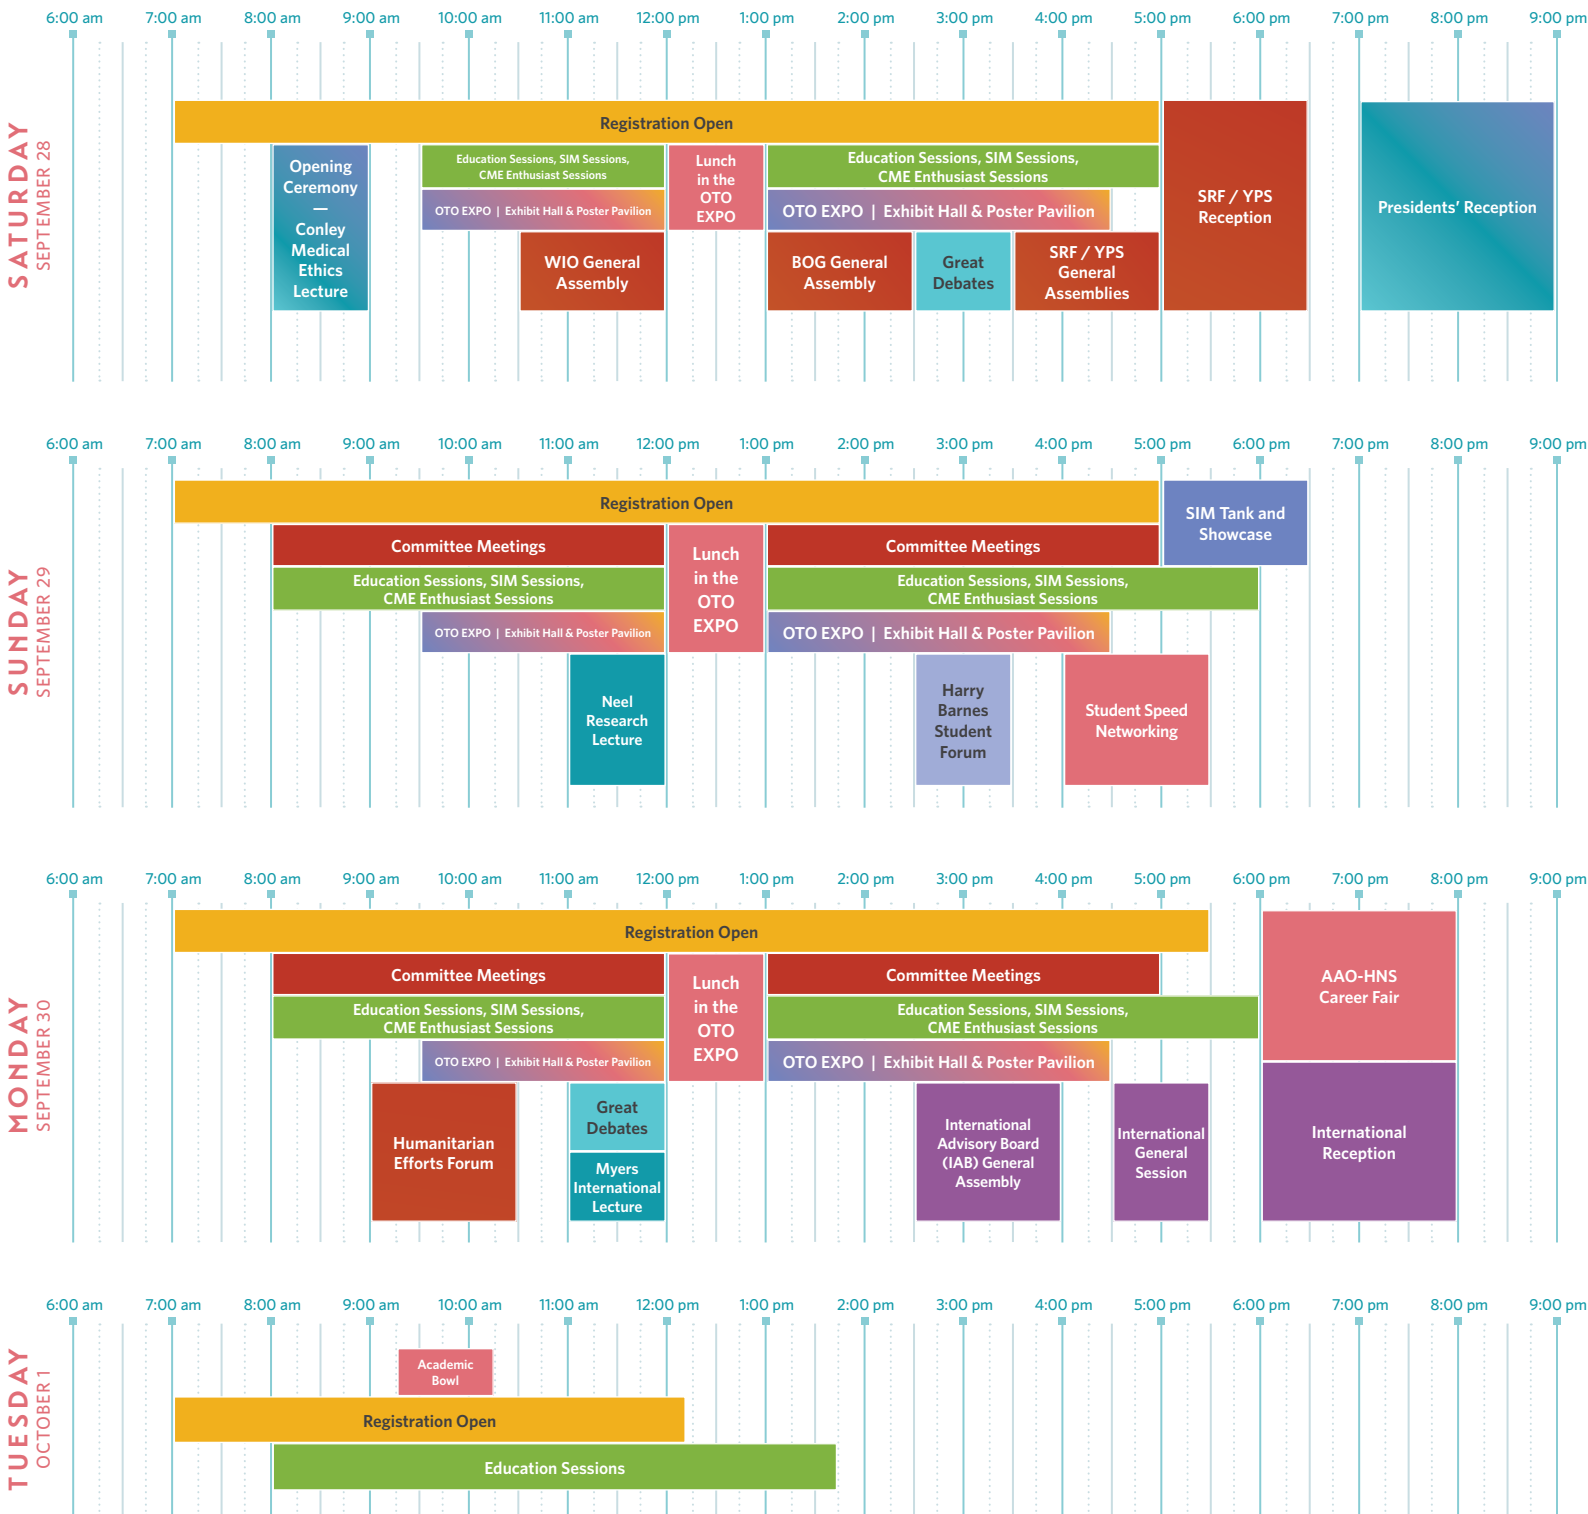 6:00 am 7:00 am 8:00 am 9:00 am 10:00 am 11:00 am 12:00 pm 1:00 pm 2:00 pm 3:00 pm 4:00 pm 5:00 pm 6:00 pm 7:00 pm 8:00 pm 9:00 pm
SATURDAY
SEPTEMBER 28
Registration Open
Opening
Ceremony
—
Conley
Medical
Ethics
Lecture
Education Sessions, SIM Sessions,
CME Enthusiast Sessions
OTO EXPO | Exhibit Hall & Poster Pavilion
WIO General
Assembly
Lunch
in the
OTO
EXPO
Education Sessions, SIM Sessions,
CME Enthusiast Sessions
OTO EXPO | Exhibit Hall & Poster Pavilion
BOG General
Assembly
Great
Debates
SRF / YPS
General
Assemblies
SRF / YPS
Reception
Presidents’ Reception
6:00 am 7:00 am 8:00 am 9:00 am 10:00 am 11:00 am 12:00 pm 1:00 pm 2:00 pm 3:00 pm 4:00 pm 5:00 pm 6:00 pm 7:00 pm 8:00 pm 9:00 pm
SUNDAY
SEPTEMBER 29
Registration Open
Committee Meetings
Education Sessions, SIM Sessions,
CME Enthusiast Sessions
OTO EXPO | Exhibit Hall & Poster Pavilion
Neel
Research
Lecture
Lunch
in the
OTO
EXPO
Committee Meetings
Education Sessions, SIM Sessions,
CME Enthusiast Sessions
OTO EXPO | Exhibit Hall & Poster Pavilion
Harry
Barnes
Student
Forum
Student Speed
Networking
SIM Tank and
Showcase
6:00 am 7:00 am 8:00 am 9:00 am 10:00 am 11:00 am 12:00 pm 1:00 pm 2:00 pm 3:00 pm 4:00 pm 5:00 pm 6:00 pm 7:00 pm 8:00 pm 9:00 pm
MONDAY
SEPTEMBER 30
Registration Open
Committee Meetings
Education Sessions, SIM Sessions,
CME Enthusiast Sessions
OTO EXPO | Exhibit Hall & Poster Pavilion
Humanitarian
Efforts Forum
Great
Debates
Myers
International
Lecture
Lunch
in the
OTO
EXPO
Committee Meetings
Education Sessions, SIM Sessions,
CME Enthusiast Sessions
OTO EXPO | Exhibit Hall & Poster Pavilion
International
Advisory Board
(IAB) General
Assembly
International
General
Session
AAO-HNS
Career Fair
International
Reception
6:00 am 7:00 am 8:00 am 9:00 am 10:00 am 11:00 am 12:00 pm 1:00 pm 2:00 pm 3:00 pm 4:00 pm 5:00 pm 6:00 pm 7:00 pm 8:00 pm 9:00 pm
TUESDAY
OCTOBER 1
Academic
Bowl
Registration Open
Education Sessions